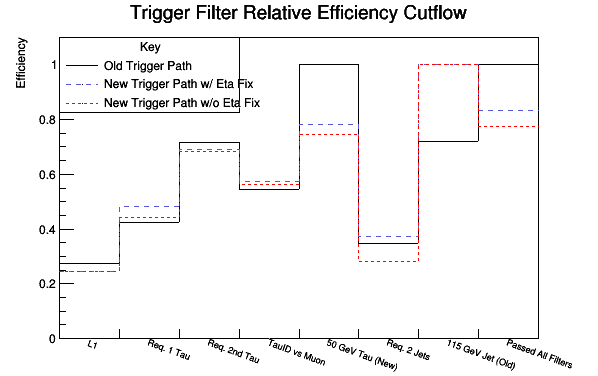 Trigger Filter Relative Efficiency Cutflow
Efficiency
Key
Old Trigger Path
New Trigger Path w/ Eta Fix
New Trigger Path w/o Eta Fix
1
0.8
0.6
0.4
0.2
0
L1
Req. 1 Tau
Req. 2nd Tau
TauID vs Muon
50 GeV Tau (New)
Req. 2 Jets
115 GeV Jet (Old)
Passed All Filters